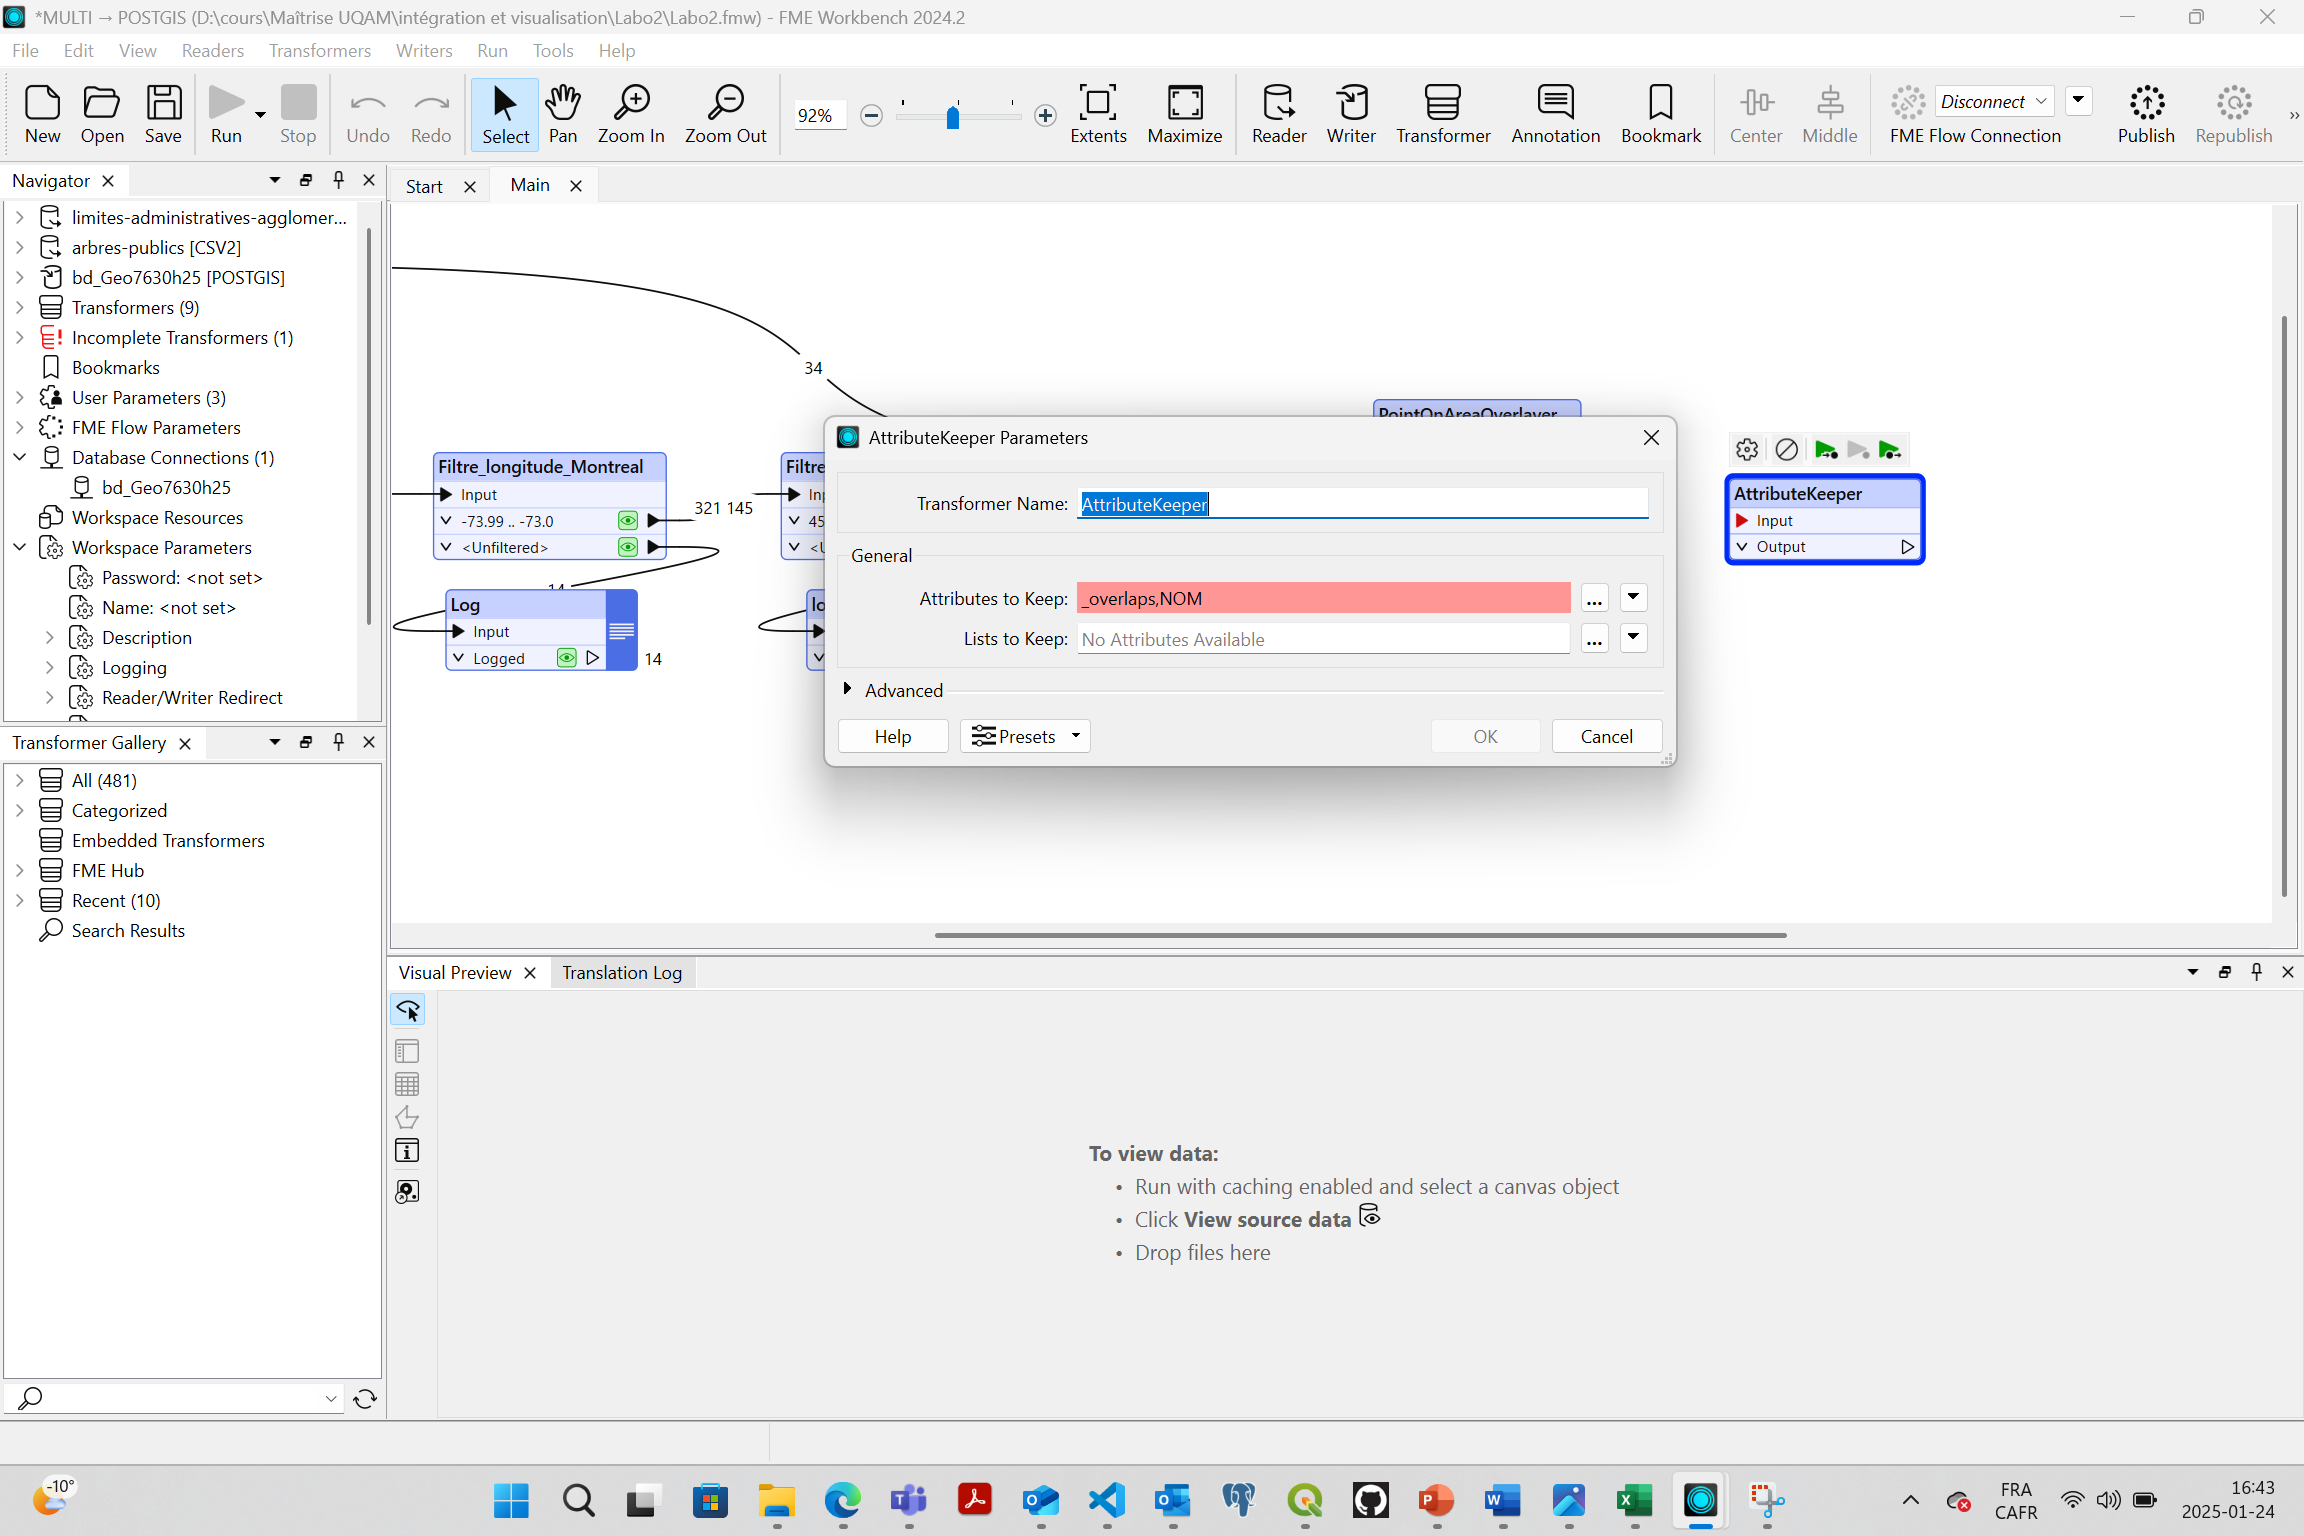 *MULTI → POSTGIS (D:\cours\Maîtrise UQAM\intégration et visualisation\Labo2\Labo2.fmw) - FME Workbench 2024.2
File Edit View Readers Transformers Writers Run Tools Help
New Open Save Run Stop Undo Redo Select Pan Zoom In Zoom Out 92% Extents Maximize Reader Writer Transformer Annotation Bookmark Center Middle Disconnect FME Flow Connection Publish Republish
Navigator
Start Main
limites-administratives-agglomer...
arbres-publics [CSV2]
bd_Geo7630h25 [POSTGIS]
Transformers (9)
Incomplete Transformers (1)
Bookmarks
User Parameters (3)
FME Flow Parameters
Database Connections (1)
bd_Geo7630h25
Workspace Resources
Workspace Parameters
Password: <not set>
Name: <not set>
Description
Logging
Reader/Writer Redirect
34
Filtre_longitude_Montreal
Input
-73.99 .. -73.0
<Unfiltered>
321 145
14
Log
Input
Logged
14
Filtre
Inp
45
<U
lo
PointOnAreaOverlayer
AttributeKeeper
Input
Output
AttributeKeeper Parameters
Transformer Name: AttributeKeeper
General
Attributes to Keep: _overlaps,NOM
...
Lists to Keep: No Attributes Available
...
Advanced
Help Presets OK Cancel
Transformer Gallery
All (481)
Categorized
Embedded Transformers
FME Hub
Recent (10)
Search Results
Visual Preview Translation Log
To view data:
• Run with caching enabled and select a canvas object
• Click View source data
• Drop files here
-10°
FRA
CAFR
16:43
2025-01-24